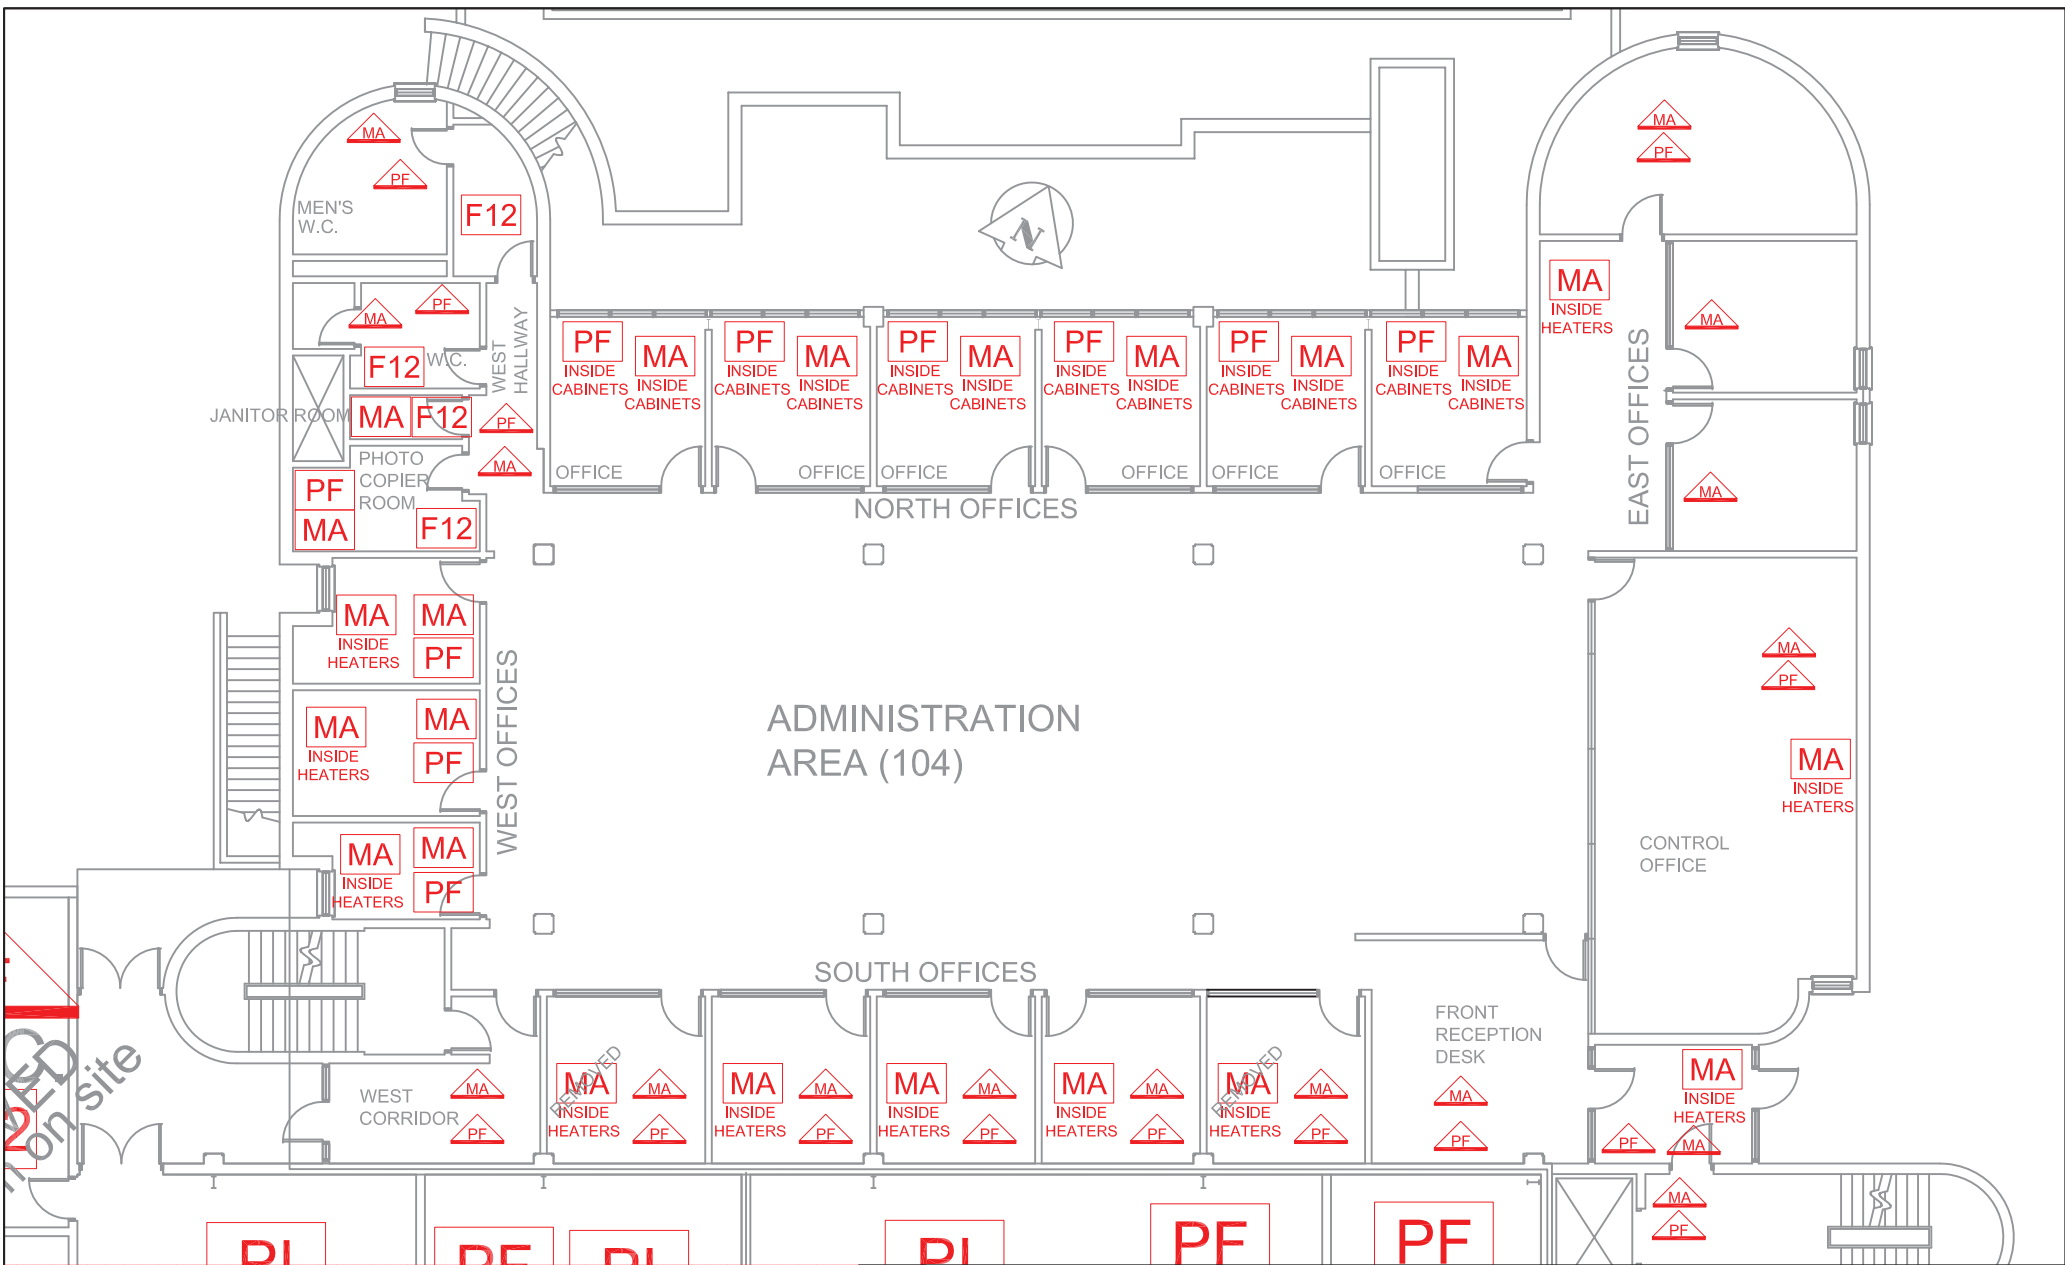 MA
MA
PF
PF
MEN'S
W.C.
F12
MA
INSIDE
HEATERS
MA
PF
MA
WEST
HALLWAY
F12
W.C.
PF
INSIDE
CABINETS
MA
INSIDE
CABINETS
OFFICE
PF
INSIDE
CABINETS
MA
INSIDE
CABINETS
OFFICE
PF
INSIDE
CABINETS
MA
INSIDE
CABINETS
OFFICE
PF
INSIDE
CABINETS
MA
INSIDE
CABINETS
OFFICE
PF
INSIDE
CABINETS
MA
INSIDE
CABINETS
OFFICE
PF
INSIDE
CABINETS
MA
INSIDE
CABINETS
OFFICE
N
JANITOR ROOM
MA
F12
PF
MA
PHOTO
COPIER
ROOM
PF
MA
F12
NORTH OFFICES
EAST OFFICES
MA
MA
INSIDE
HEATERS
MA
PF
MA
INSIDE
HEATERS
MA
PF
MA
INSIDE
HEATERS
MA
PF
WEST OFFICES
ADMINISTRATION
AREA (104)
MA
PF
MA
INSIDE
HEATERS
CONTROL
OFFICE
SOUTH OFFICES
FRONT
RECEPTION
DESK
MA
PF
WEST
CORRIDOR
MA
PF
MA
INSIDE
HEATERS
REMOVED
MA
PF
MA
INSIDE
HEATERS
MA
PF
MA
INSIDE
HEATERS
MA
PF
MA
INSIDE
HEATERS
MA
PF
MA
INSIDE
HEATERS
REMOVED
MA
PF
MA
INSIDE
HEATERS
PF
MA
MA
PF
on site
PF
PF